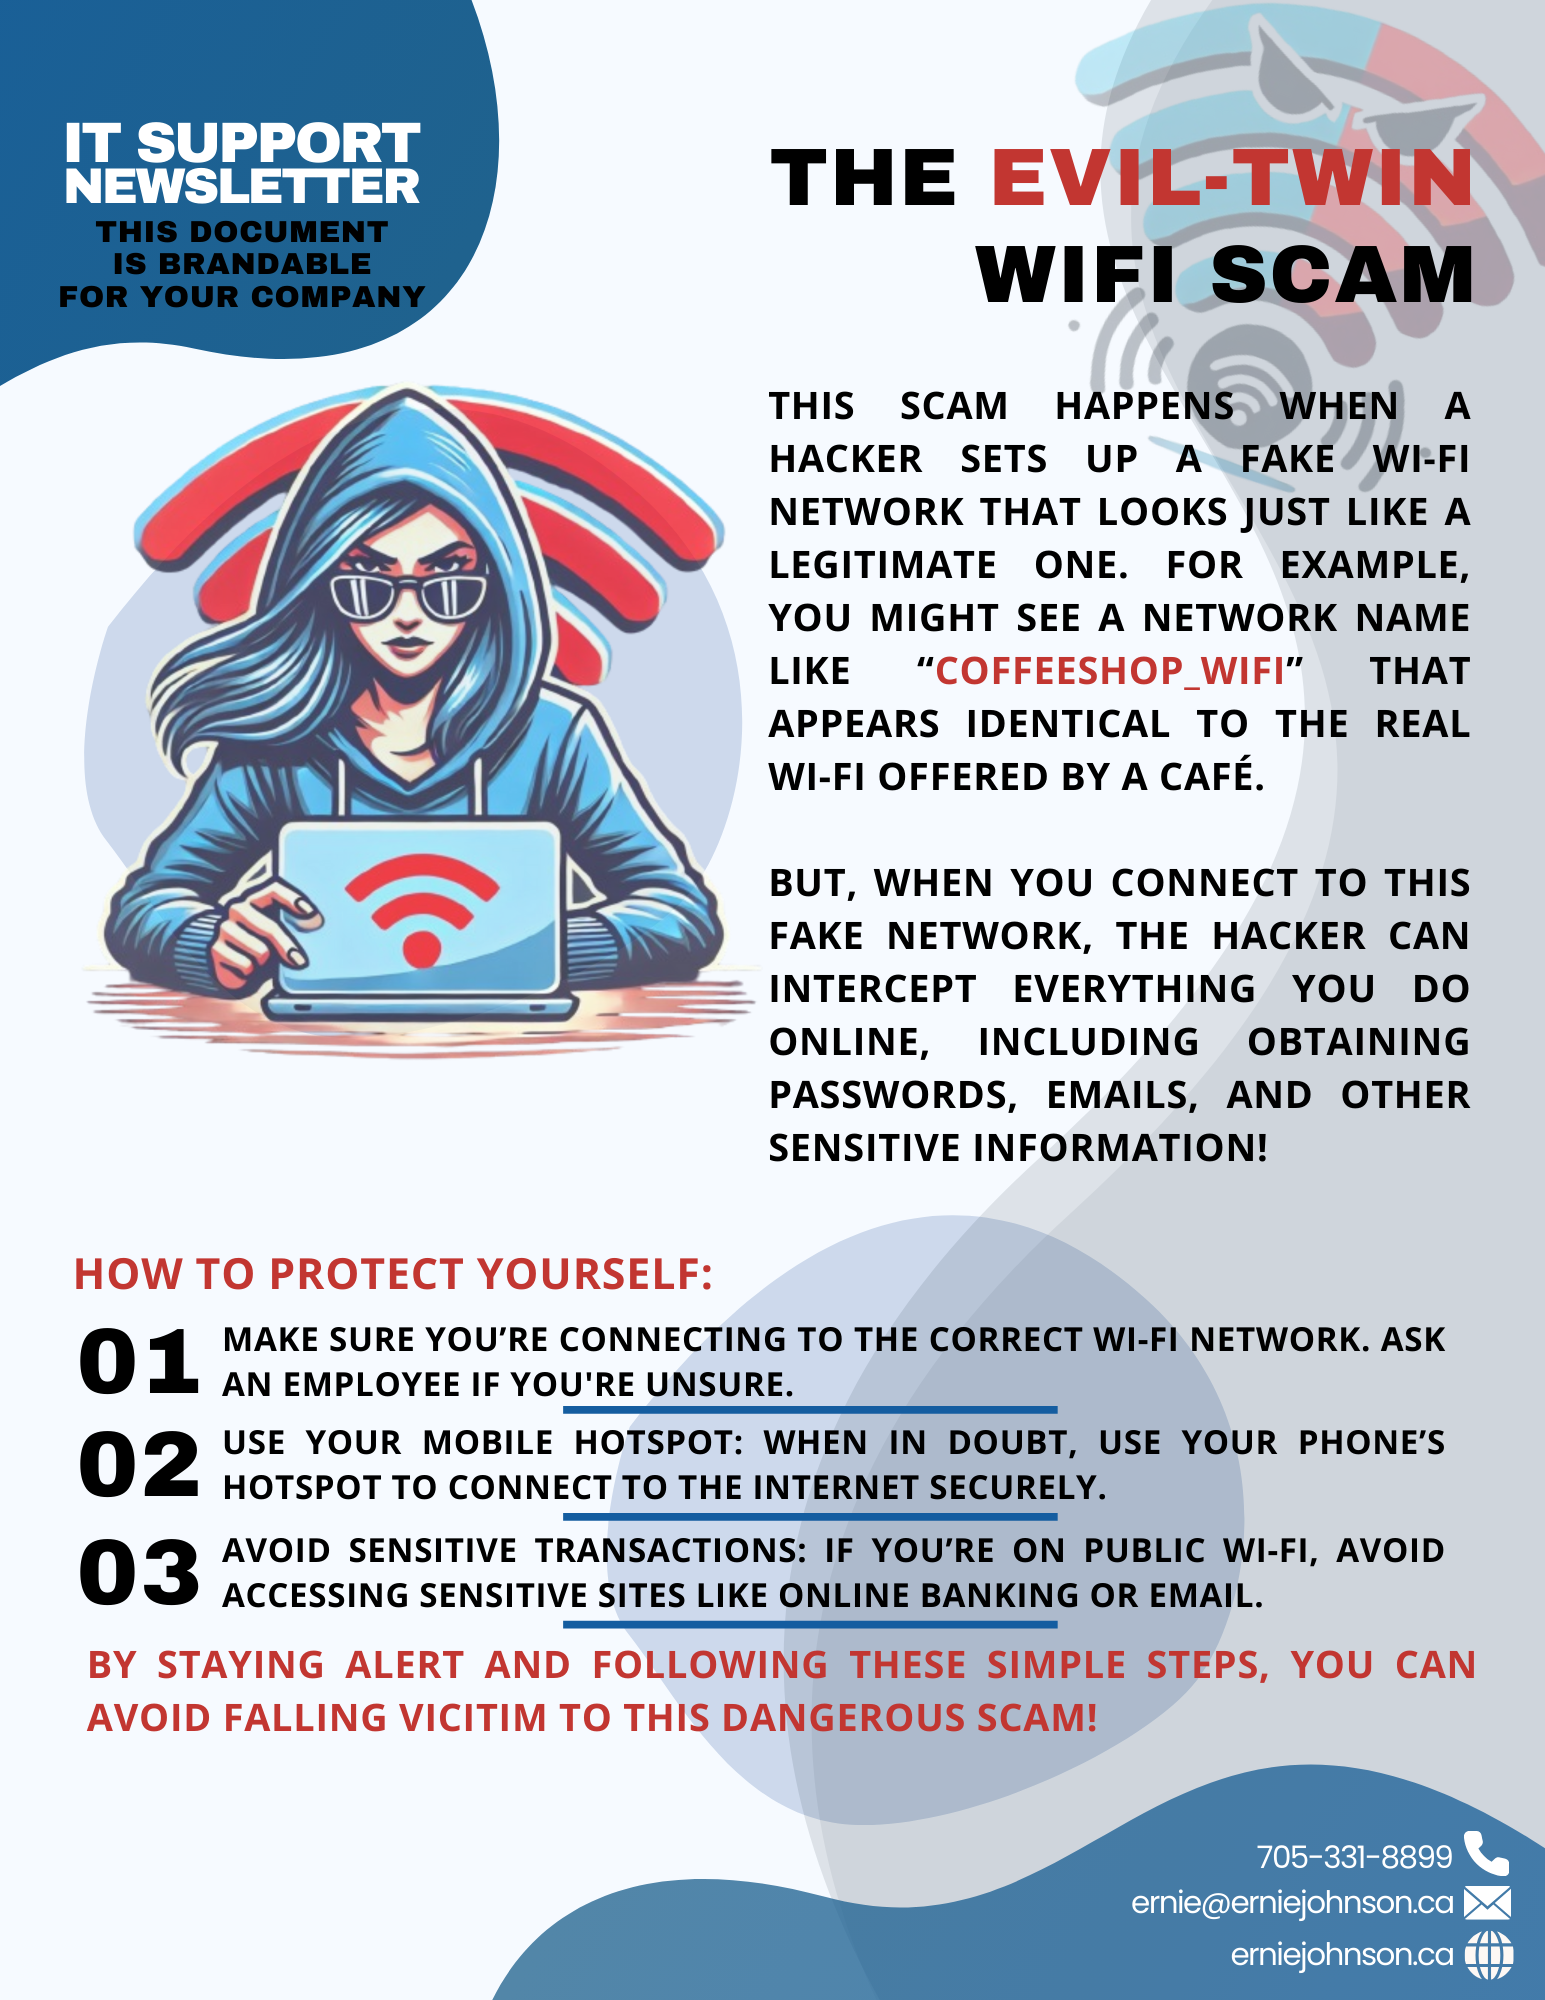 IT SUPPORT
NEWSLETTER
THIS DOCUMENT
IS BRANDABLE
FOR YOUR COMPANY
THE EVIL-TWIN
WIFI SCAM
THIS SCAM HAPPENS WHEN A
HACKER SETS UP A FAKE WI-FI
NETWORK THAT LOOKS JUST LIKE A
LEGITIMATE ONE. FOR EXAMPLE,
YOU MIGHT SEE A NETWORK NAME
LIKE “COFFEESHOP_WIFI” THAT
APPEARS IDENTICAL TO THE REAL
WI-FI OFFERED BY A CAFÉ.
BUT, WHEN YOU CONNECT TO THIS
FAKE NETWORK, THE HACKER CAN
INTERCEPT EVERYTHING YOU DO
ONLINE, INCLUDING OBTAINING
PASSWORDS, EMAILS, AND OTHER
SENSITIVE INFORMATION!
HOW TO PROTECT YOURSELF:
01 MAKE SURE YOU’RE CONNECTING TO THE CORRECT WI-FI NETWORK. ASK
AN EMPLOYEE IF YOU'RE UNSURE.
02 USE YOUR MOBILE HOTSPOT: WHEN IN DOUBT, USE YOUR PHONE’S
HOTSPOT TO CONNECT TO THE INTERNET SECURELY.
03 AVOID SENSITIVE TRANSACTIONS: IF YOU’RE ON PUBLIC WI-FI, AVOID
ACCESSING SENSITIVE SITES LIKE ONLINE BANKING OR EMAIL.
BY STAYING ALERT AND FOLLOWING THESE SIMPLE STEPS, YOU CAN
AVOID FALLING VICITIM TO THIS DANGEROUS SCAM!
705-331-8899
ernie@erniejohnson.ca
erniejohnson.ca